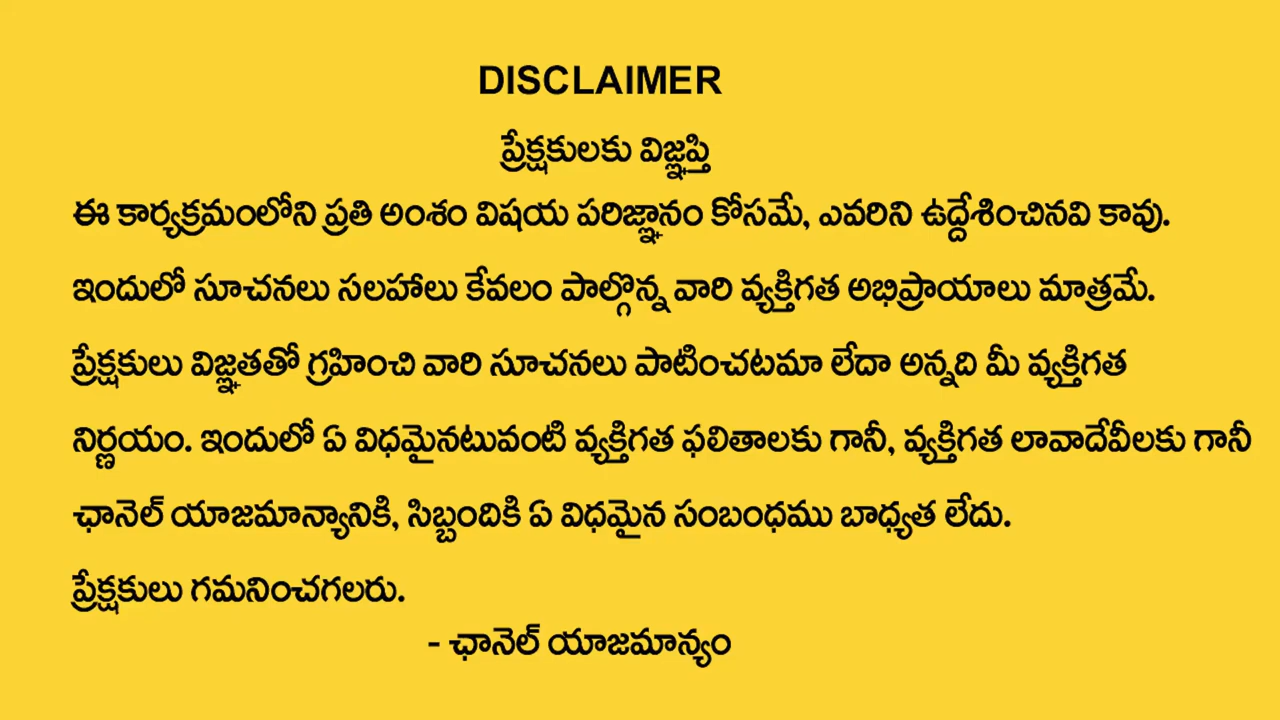 DISCLAIMER
ప్రేక్షకులకు విజ్ఞప్తి
ఈ కార్యక్రమంలోని ప్రతి అంశం విషయ పరిజ్ఞానం కోసమే, ఎవరిని ఉద్దేశించినవి కావు.
ఇందులో సూచనలు సలహాలు కేవలం పాల్గొన్న వారి వ్యక్తిగత అభిప్రాయాలు మాత్రమే.
ప్రేక్షకులు విజ్ఞతతో గ్రహించి వారి సూచనలు పాటించటమా లేదా అన్నది మీ వ్యక్తిగత
నిర్ణయం. ఇందులో ఏ విధమైనటువంటి వ్యక్తిగత ఫలితాలకు గానీ, వ్యక్తిగత లావాదేవీలకు గానీ
ఛానెల్ యాజమాన్యానికి, సిబ్బందికి ఏ విధమైన సంబంధము బాధ్యత లేదు.
ప్రేక్షకులు గమనించగలరు.
- ఛానెల్ యాజమాన్యం